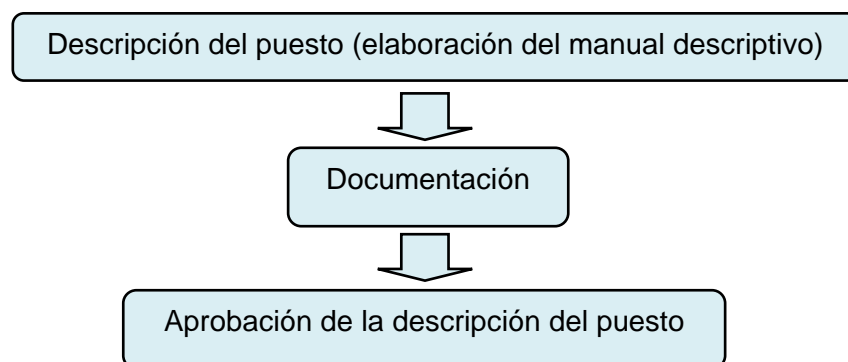 Descripción del puesto (elaboración del manual descriptivo)
Documentación
Aprobación de la descripción del puesto